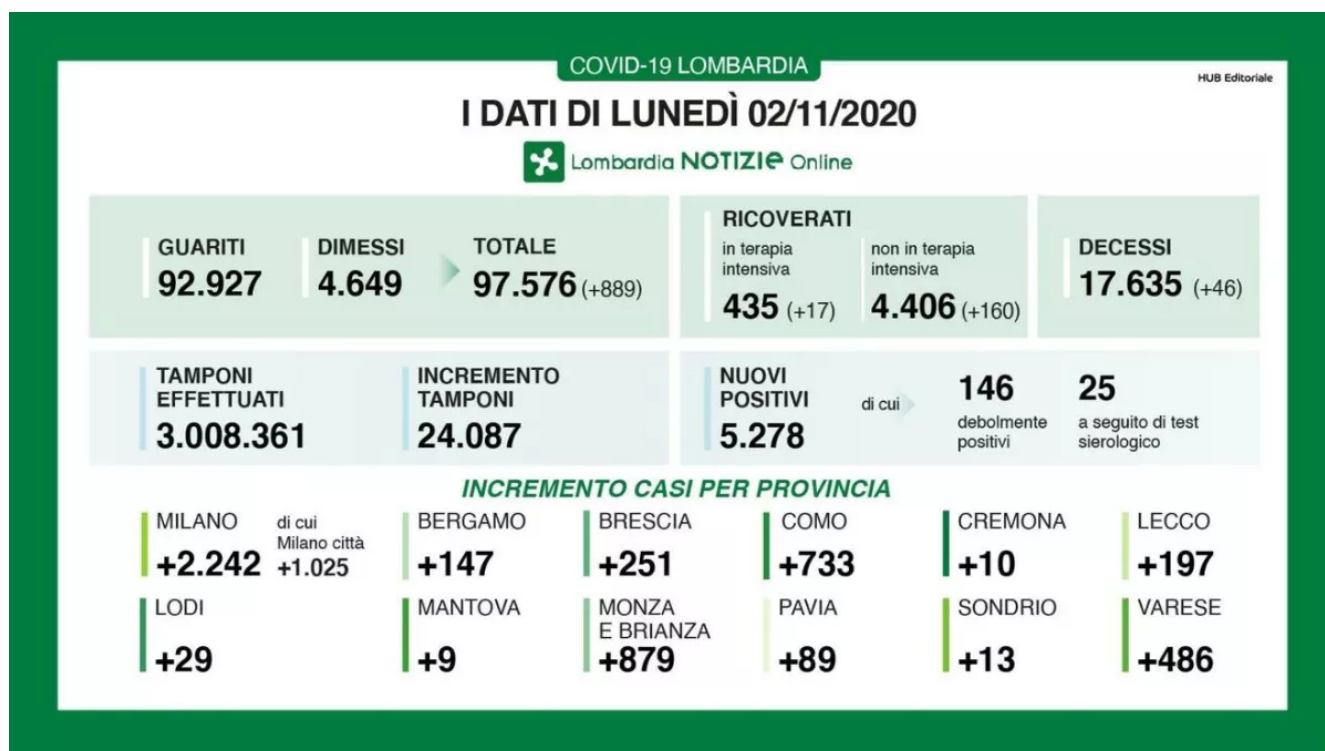 COVID-19 LOMBARDIA
HUB Editoriale
I DATI DI LUNEDÌ 02/11/2020
Lombardia NOTIZIE Online
GUARITI
92.927
DIMESSI
4.649
TOTALE
97.576 (+889)
RICOVERATI
in terapia
intensiva
435 (+17)
non in terapia
intensiva
4.406 (+160)
DECESSI
17.635 (+46)
TAMPONI
EFFETTUATI
3.008.361
INCREMENTO
TAMPONI
24.087
NUOVI
POSITIVI
5.278
di cui
146
debolmente
positivi
25
a seguito di test
sierologico
INCREMENTO CASI PER PROVINCIA
MILANO
+2.242
di cui
Milano città
+1.025
BERGAMO
+147
BRESCIA
+251
COMO
+733
CREMONA
+10
LECCO
+197
LODI
+29
MANTOVA
+9
MONZA
E BRIANZA
+879
PAVIA
+89
SONDRIO
+13
VARESE
+486